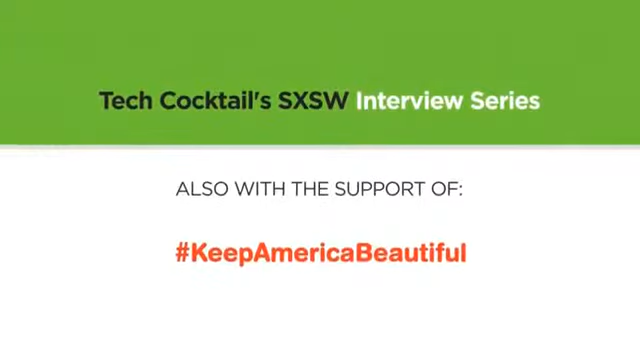 Tech Cocktail's SXSW Interview Series
ALSO WITH THE SUPPORT OF:
#KeepAmericaBeautiful